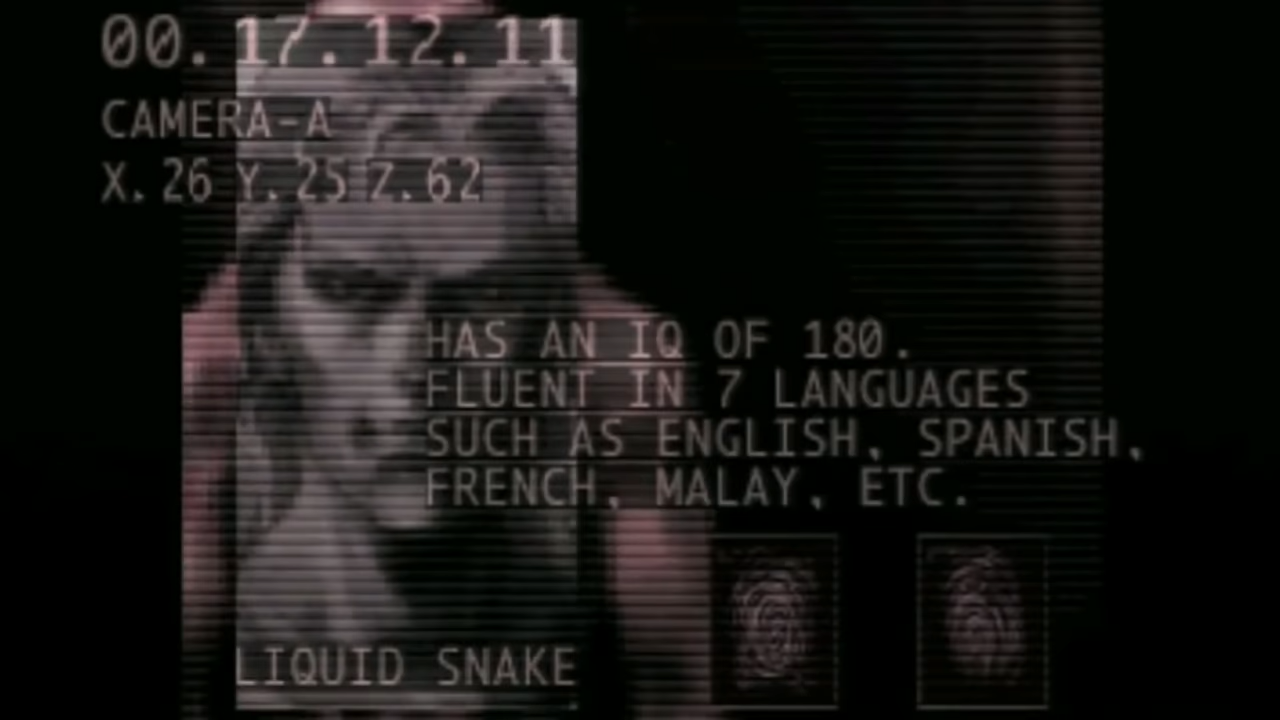 00.17.12.11
CAMERA-A
X.26 Y.25 Z.62
HAS AN IQ OF 180.
FLUENT IN 7 LANGUAGES
SUCH AS ENGLISH, SPANISH,
FRENCH, MALAY, ETC.
LIQUID SNAKE